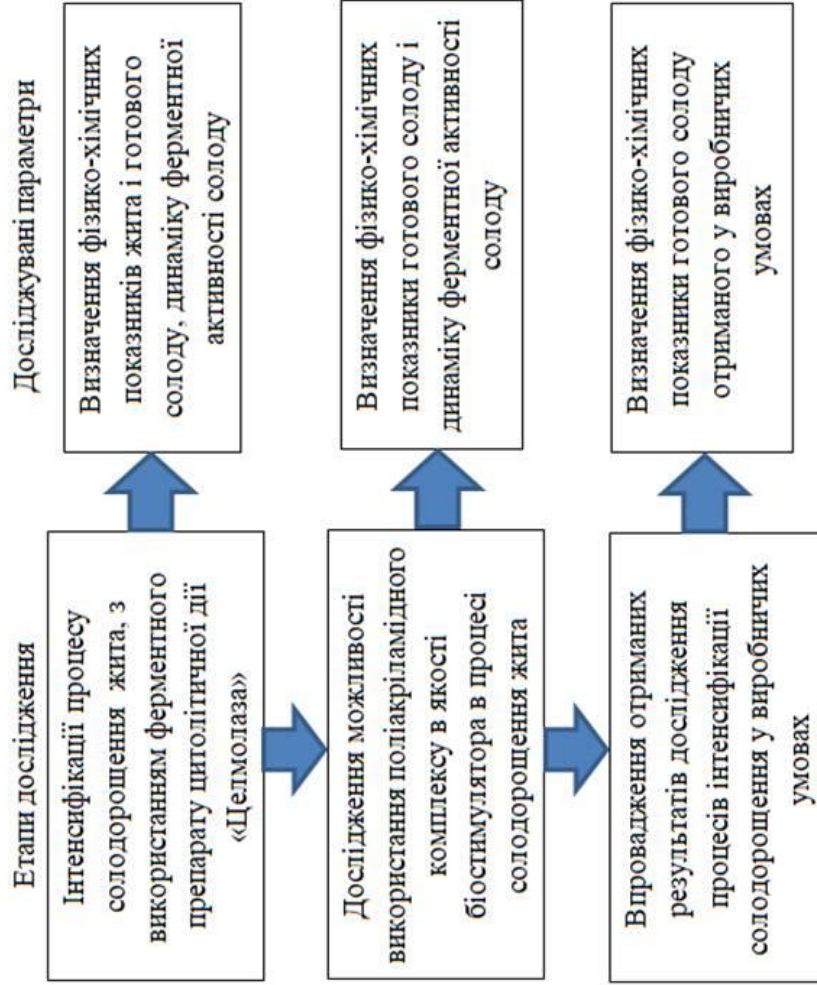 Етапи дослідження
Досліджувані параметри
Інтенсифікації процесу
солодорощення жита, з
використанням ферментного
препарату цитолітичної дії
«Целмолаза»
Визначення фізико-хімічних
показників жита і готового
солоду, динаміку ферментної
активності солоду
Дослідження можливості
використання поліакріламідного
комплексу в якості
біостимулятора в процесі
солодорощення жита
Визначення фізико-хімічних
показники готового солоду і
динаміку ферментної активності
солоду
Впровадження отриманих
результатів дослідження
процесів інтенсифікації
солодорощення у виробничих
умовах
Визначення фізико-хімічних
показники готового солоду
отриманого у виробничих
умовах